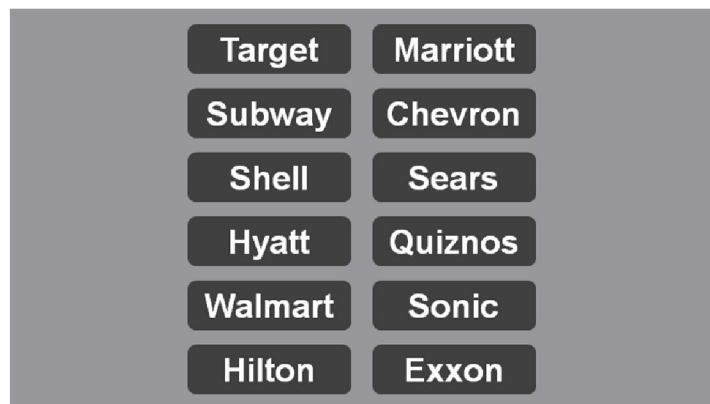 Target Marriott
Subway Chevron
Shell Sears
Hyatt Quiznos
Walmart Sonic
Hilton Exxon